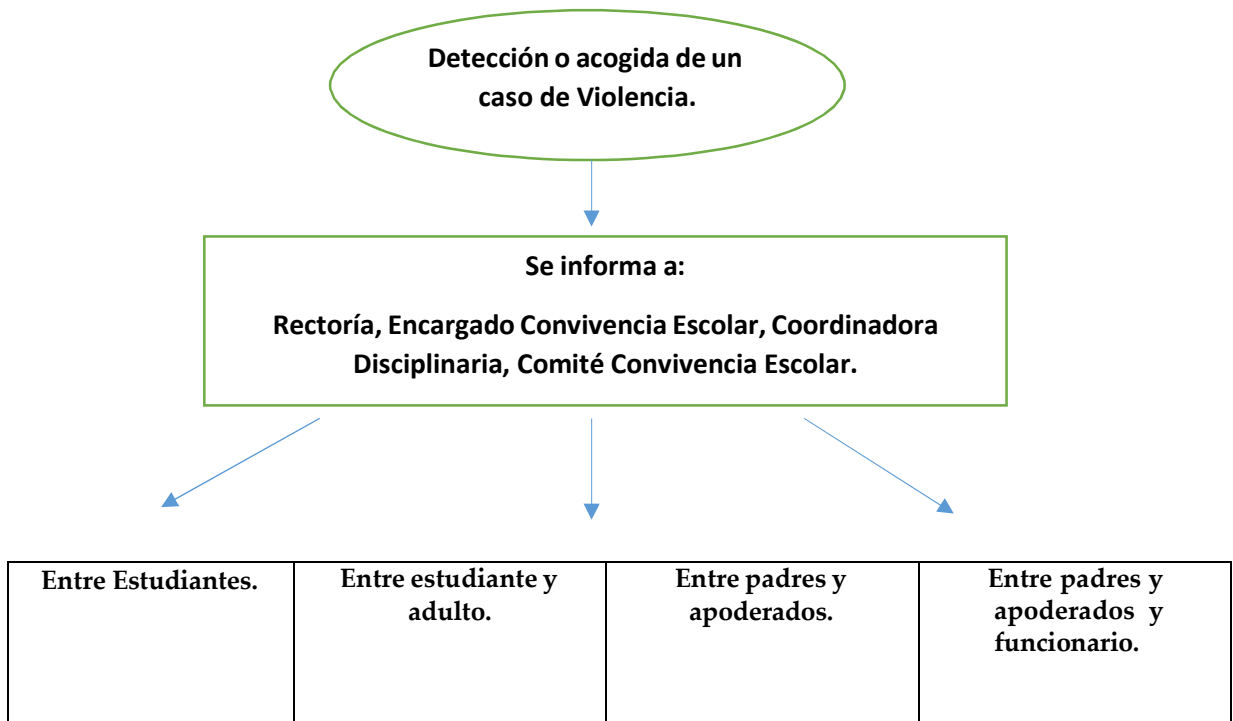 Detección o acogida de un
caso de Violencia.
Se informa a:
Rectoría, Encargado Convivencia Escolar, Coordinadora
Disciplinaria, Comité Convivencia Escolar.
Entre Estudiantes.
Entre estudiante y
adulto.
Entre padres y
apoderados.
Entre padres y
apoderados y
funcionario.